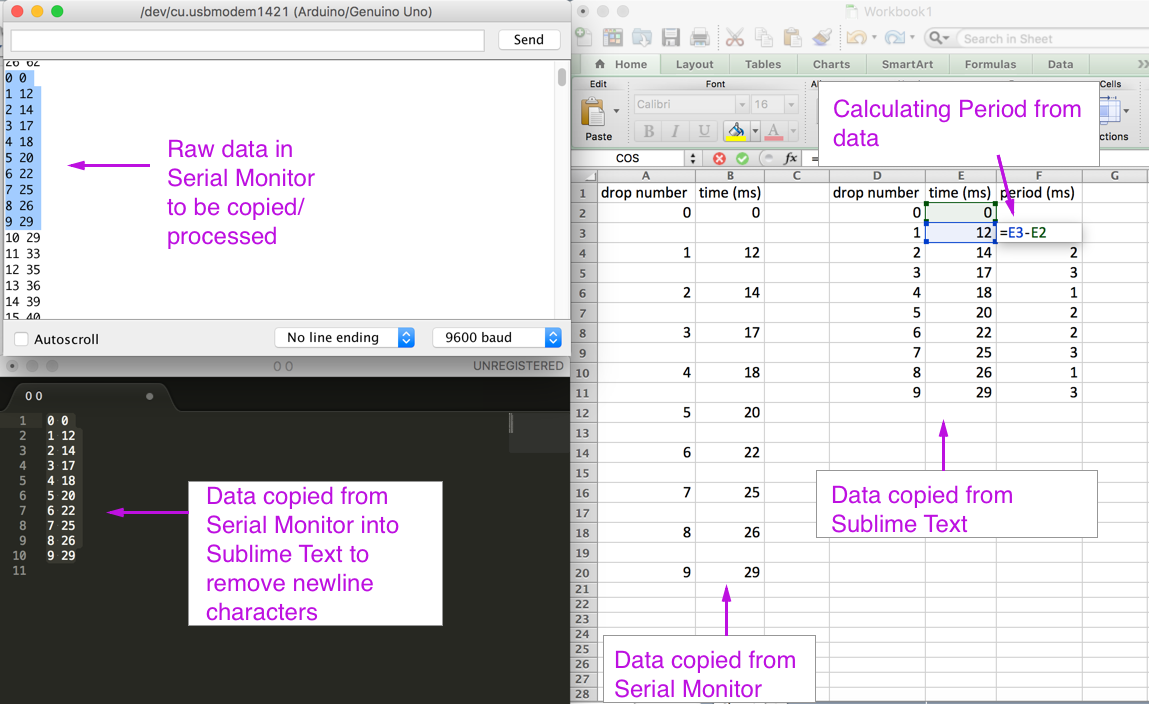 /dev/cu.usbmodem1421 (Arduino/Genuino Uno)
Send
26 62
0 0
1 12
2 14
3 17
4 18
5 20
6 22
7 25
8 26
9 29
10 29
11 33
12 35
13 36
14 39
15 40
Raw data in
Serial Monitor
to be copied/
processed
Autoscroll
No line ending
9600 baud
0 0
UNREGISTERED
0 0
1 0 0
2 1 12
3 2 14
4 3 17
5 4 18
6 5 20
7 6 22
8 7 25
9 8 26
10 9 29
11
Data copied from
Serial Monitor into
Sublime Text to
remove newline
characters
Workbook1
Search in Sheet
Home Layout Tables Charts SmartArt Formulas Data
Edit Font Cells
Calibri 16
Paste B I U A
Calculating Period from
data
COS fx =
A B C D E F G
1 drop number time (ms) drop number time (ms) period (ms)
2 0 0 0 0
3 1 12 =E3-E2
4 1 12 2 14 2
5 3 17 3
6 2 14 4 18 1
7 5 20 2
8 3 17 6 22 2
9 7 25 3
10 4 18 8 26 1
11 9 29 3
12 5 20
13
14 6 22
15
16 7 25
17
18 8 26
19
20 9 29
21
22
23
24
25
26
27
28
Data copied from
Sublime Text
Data copied from
Serial Monitor